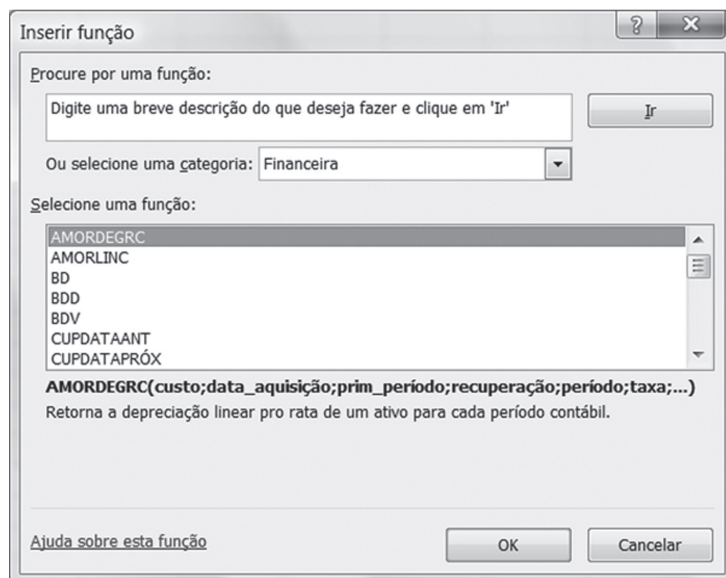 Inserir função
Procure por uma função:
Digite uma breve descrição do que deseja fazer e clique em 'Ir'
Ir
Ou selecione uma categoria: Financeira
Selecione uma função:
AMORDEGRC
AMORLINC
BD
BDD
BDV
CUPDATAANT
CUPDATAPRÓX
AMORDEGRC(custo;data_aquisição;prim_período;recuperação;período;taxa;...)
Retorna a depreciação linear pro rata de um ativo para cada período contábil.
Ajuda sobre esta função
OK
Cancelar